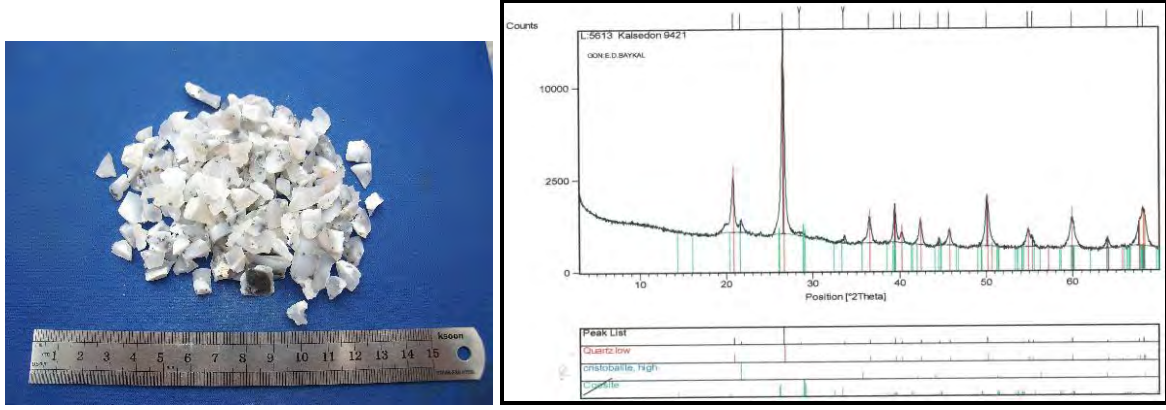 Counts
L:5613 Kalsedon 9421
GON:E.D.BAYKAL
10000
2500
0
10 20 30 40 50 60
Position [°2Theta]
Peak List
Quartz low
cristobalite, high
Coesite
ksoon
1 2 3 4 5 6 7 8 9 10 11 12 13 14 15